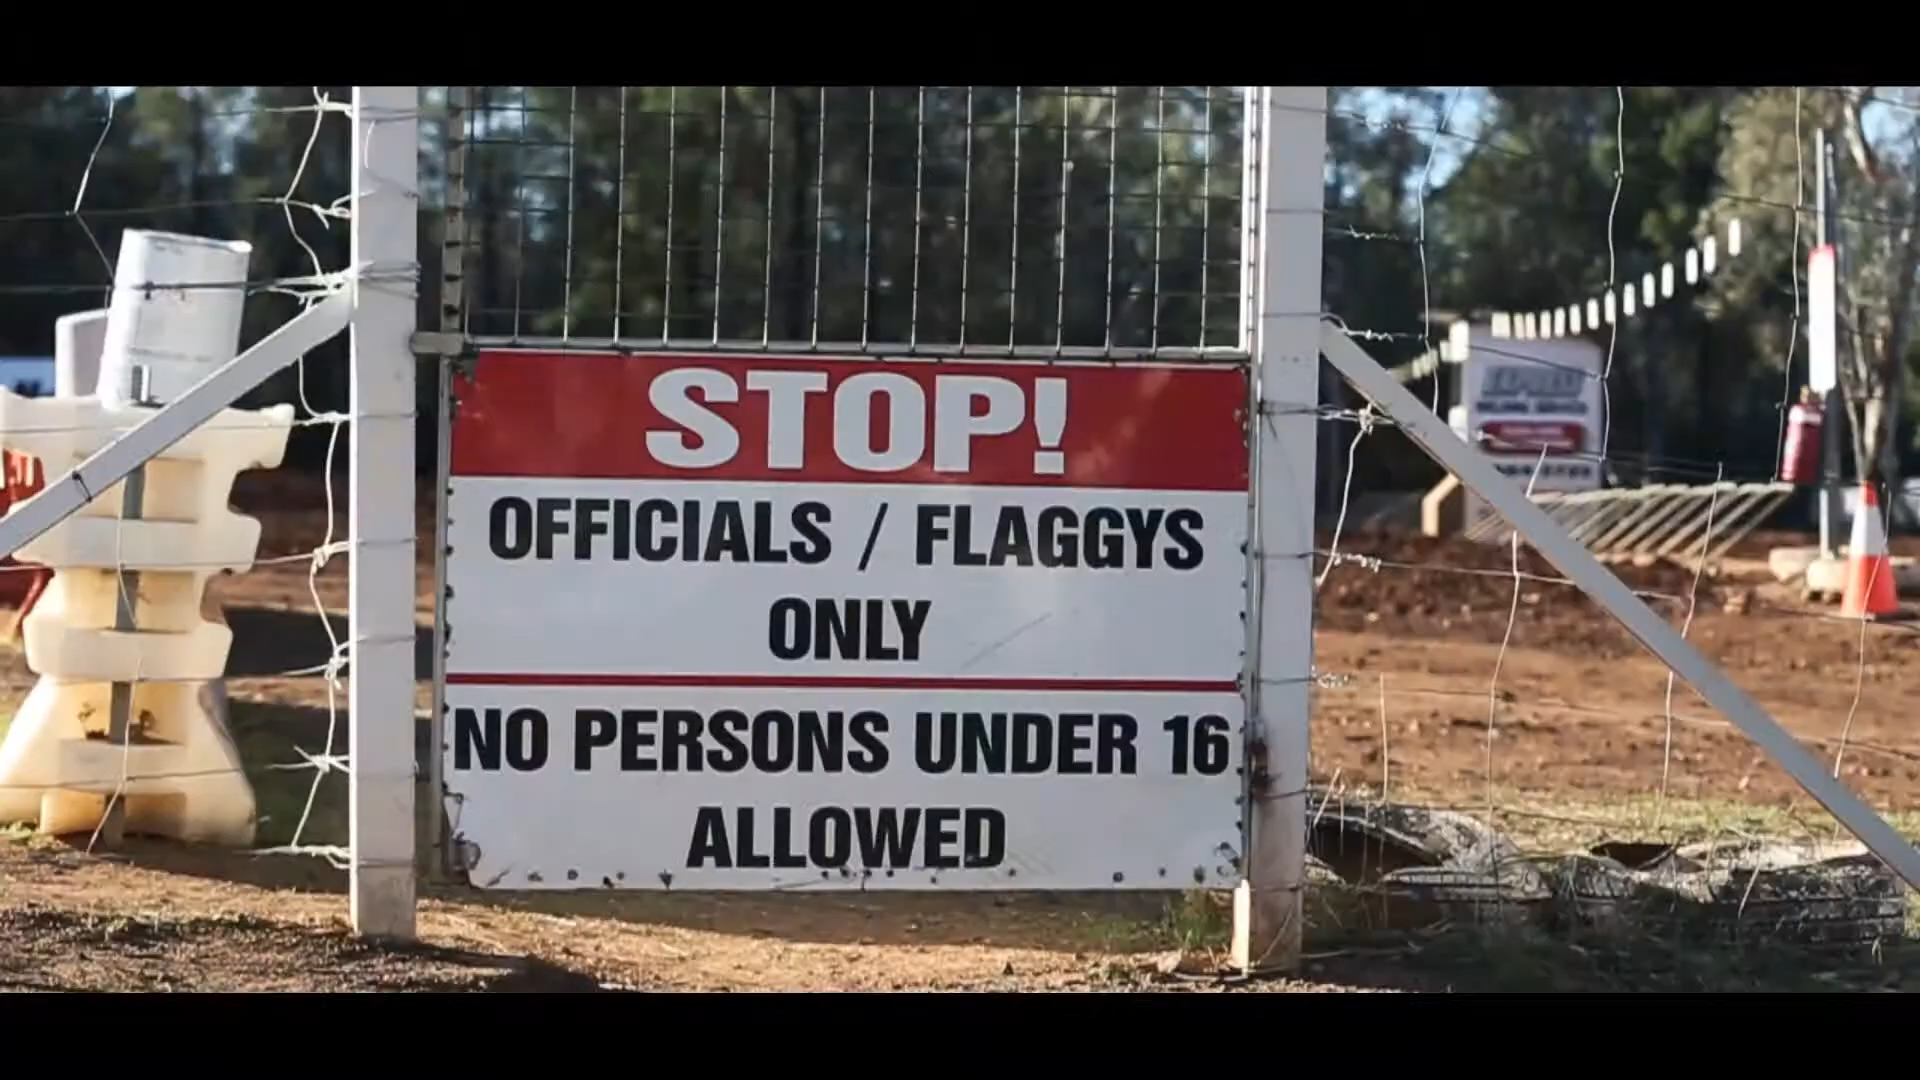 STOP!
OFFICIALS / FLAGGYS
ONLY
NO PERSONS UNDER 16
ALLOWED